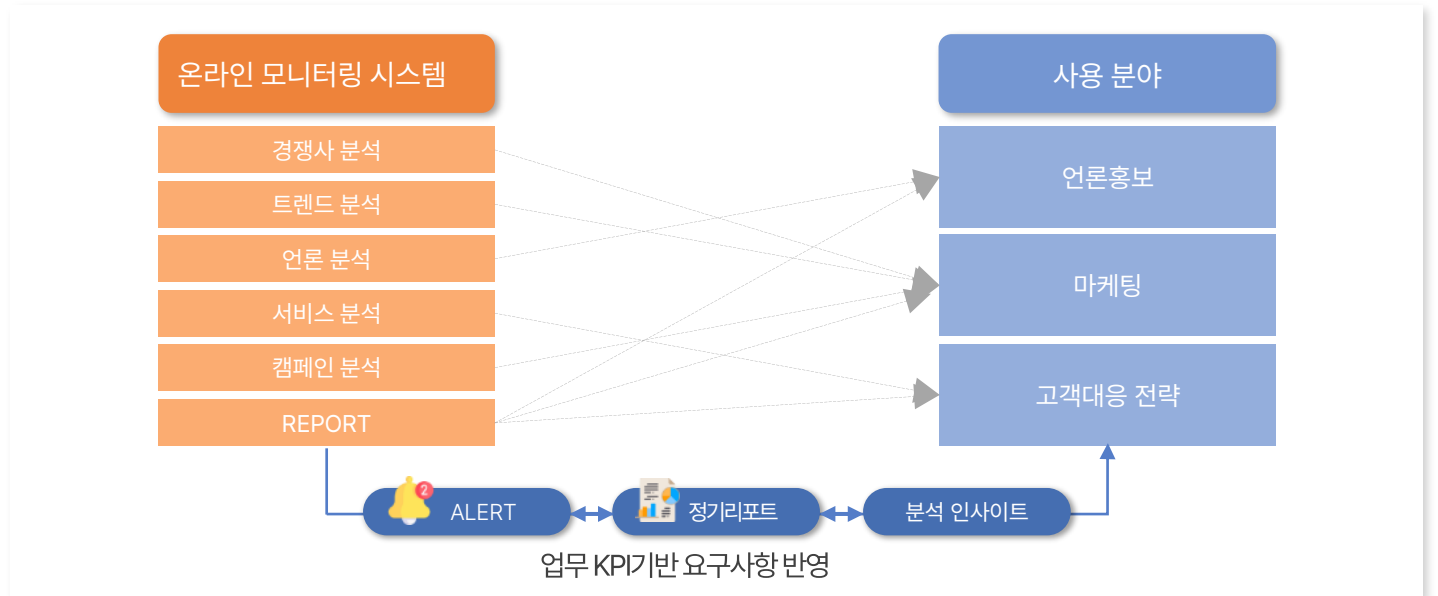 온라인 모니터링 시스템
사용 분야
경쟁사 분석
트렌드 분석
언론 분석
서비스 분석
캠페인 분석
REPORT
언론홍보
마케팅
고객대응 전략
2
ALERT
정기리포트
분석 인사이트
업무 KPI기반 요구사항 반영